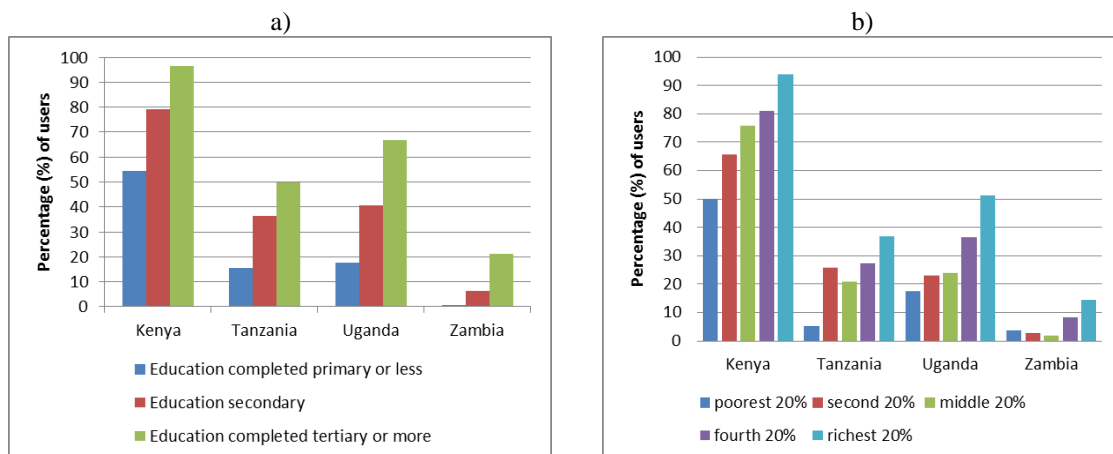 a)
Percentage (%) of users
100
90
80
70
60
50
40
30
20
10
0
Kenya Tanzania Uganda Zambia
Education completed primary or less
Education secondary
Education completed tertiary or more
b)
Percentage (%) of users
100
90
80
70
60
50
40
30
20
10
0
Kenya Tanzania Uganda Zambia
poorest 20% second 20% middle 20%
fourth 20% richest 20%